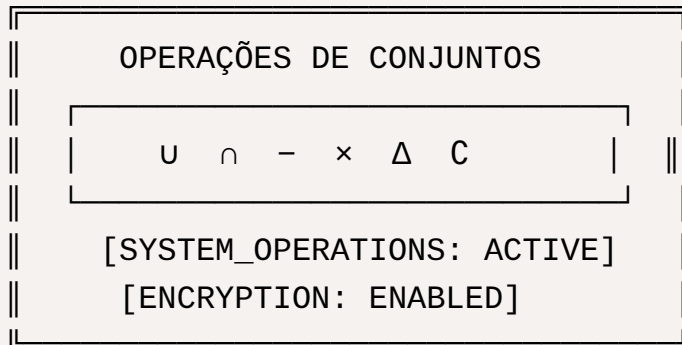 OPERAÇÕES DE CONJUNTOS
∪ ∩ − × Δ C
[SYSTEM_OPERATIONS: ACTIVE]
[ENCRYPTION: ENABLED]